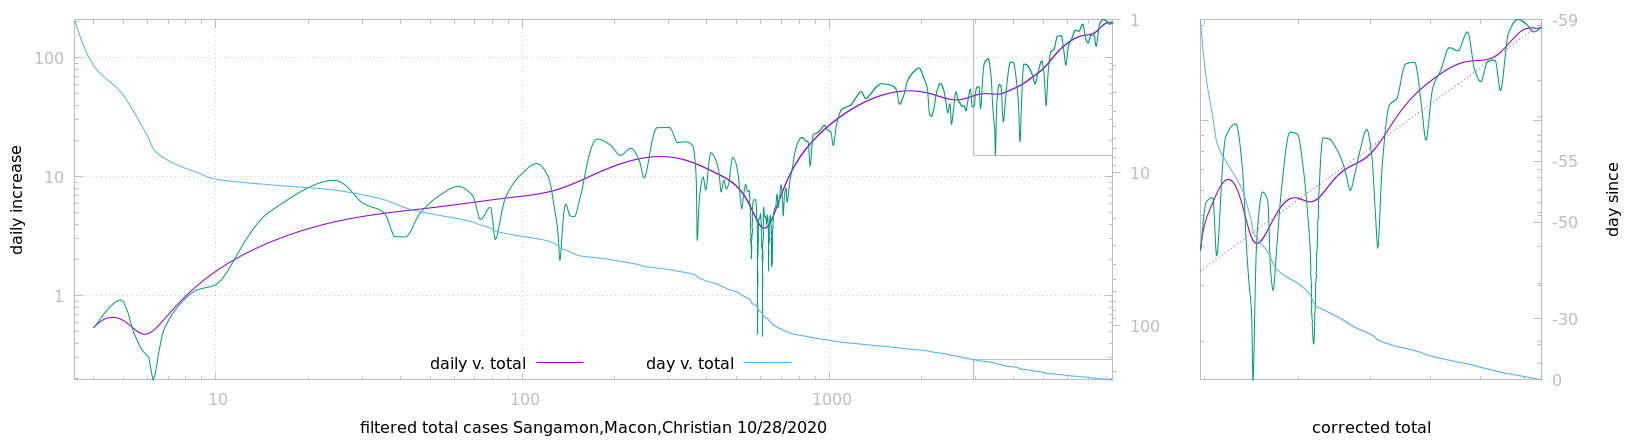 1
-59
100
daily increase
10
10
-55
-50
day since
1
100
-30
daily v. total
day v. total
0
10
100
1000
filtered total cases Sangamon,Macon,Christian 10/28/2020
corrected total